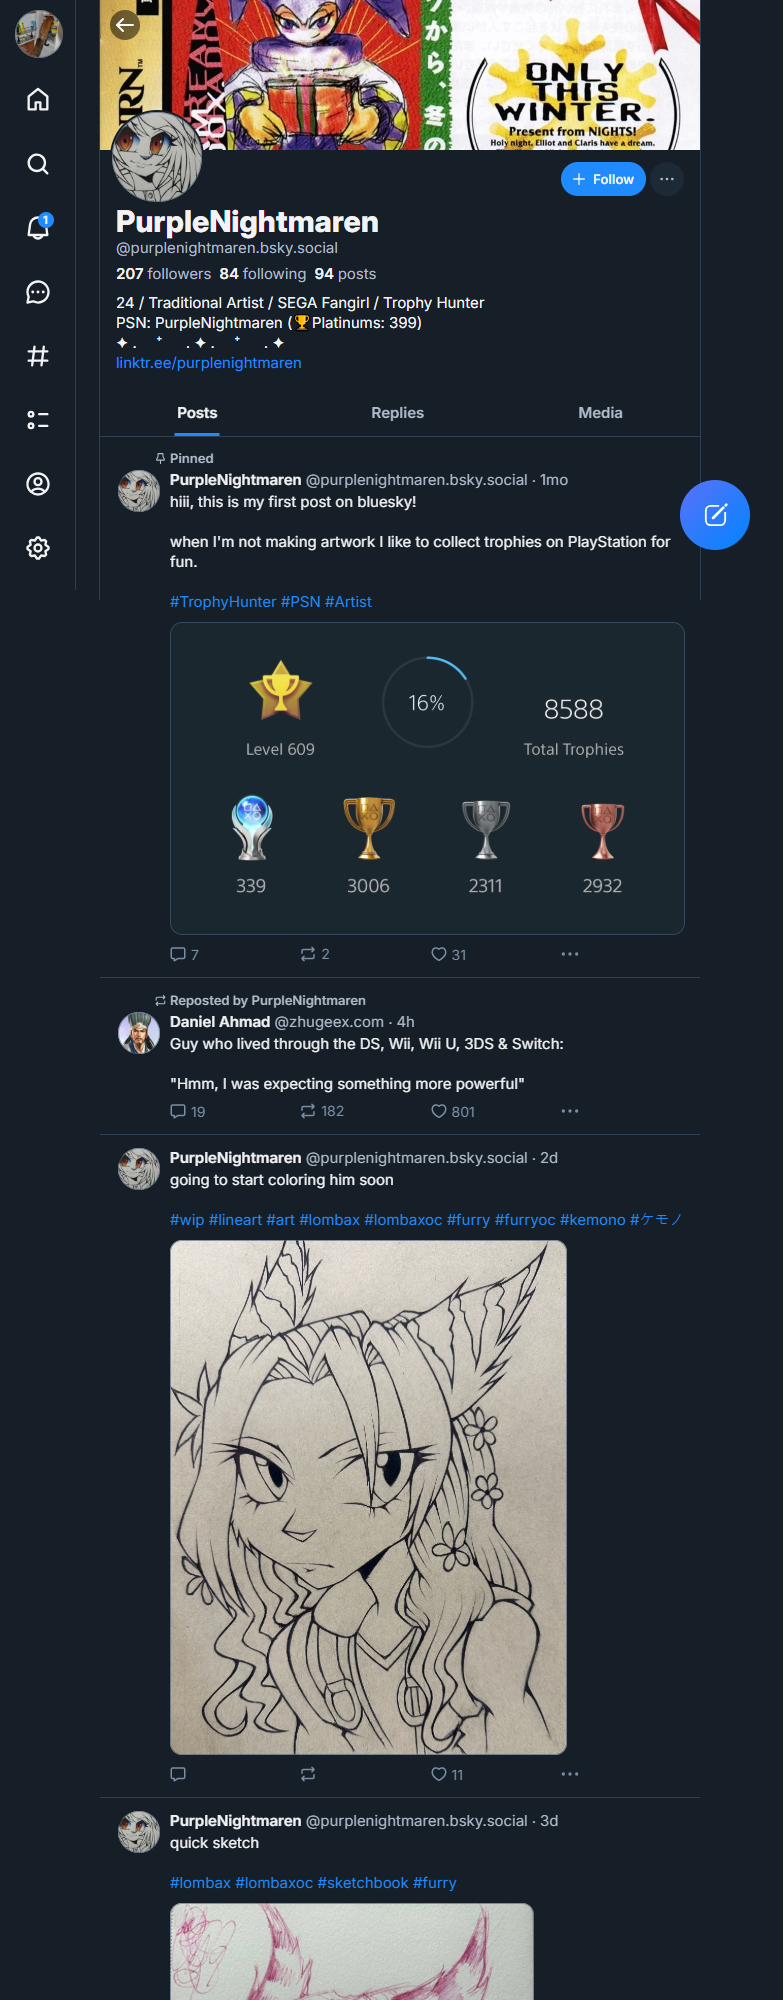 ONLY
THIS
WINTER.
Present from NiGHTS!
Holy night, Elliot and Claris have a dream.
から、冬の
+ Follow
PurpleNightmaren
@purplenightmaren.bsky.social
207 followers 84 following 94 posts
24 / Traditional Artist / SEGA Fangirl / Trophy Hunter
PSN: PurpleNightmaren (🏆Platinums: 399)
✦ . ⁺ . ✦ . ⁺ . ✦
linktr.ee/purplenightmaren
Posts Replies Media
Pinned
PurpleNightmaren @purplenightmaren.bsky.social · 1mo
hiii, this is my first post on bluesky!
when I'm not making artwork I like to collect trophies on PlayStation for
fun.
#TrophyHunter #PSN #Artist
16%
8588
Level 609
Total Trophies
339 3006 2311 2932
7 2 31
Reposted by PurpleNightmaren
Daniel Ahmad @zhugeex.com · 4h
Guy who lived through the DS, Wii, Wii U, 3DS & Switch:
"Hmm, I was expecting something more powerful"
19 182 801
PurpleNightmaren @purplenightmaren.bsky.social · 2d
going to start coloring him soon
#wip #lineart #art #lombax #lombaxoc #furry #furryoc #kemono #ケモノ
11
PurpleNightmaren @purplenightmaren.bsky.social · 3d
quick sketch
#lombax #lombaxoc #sketchbook #furry
1